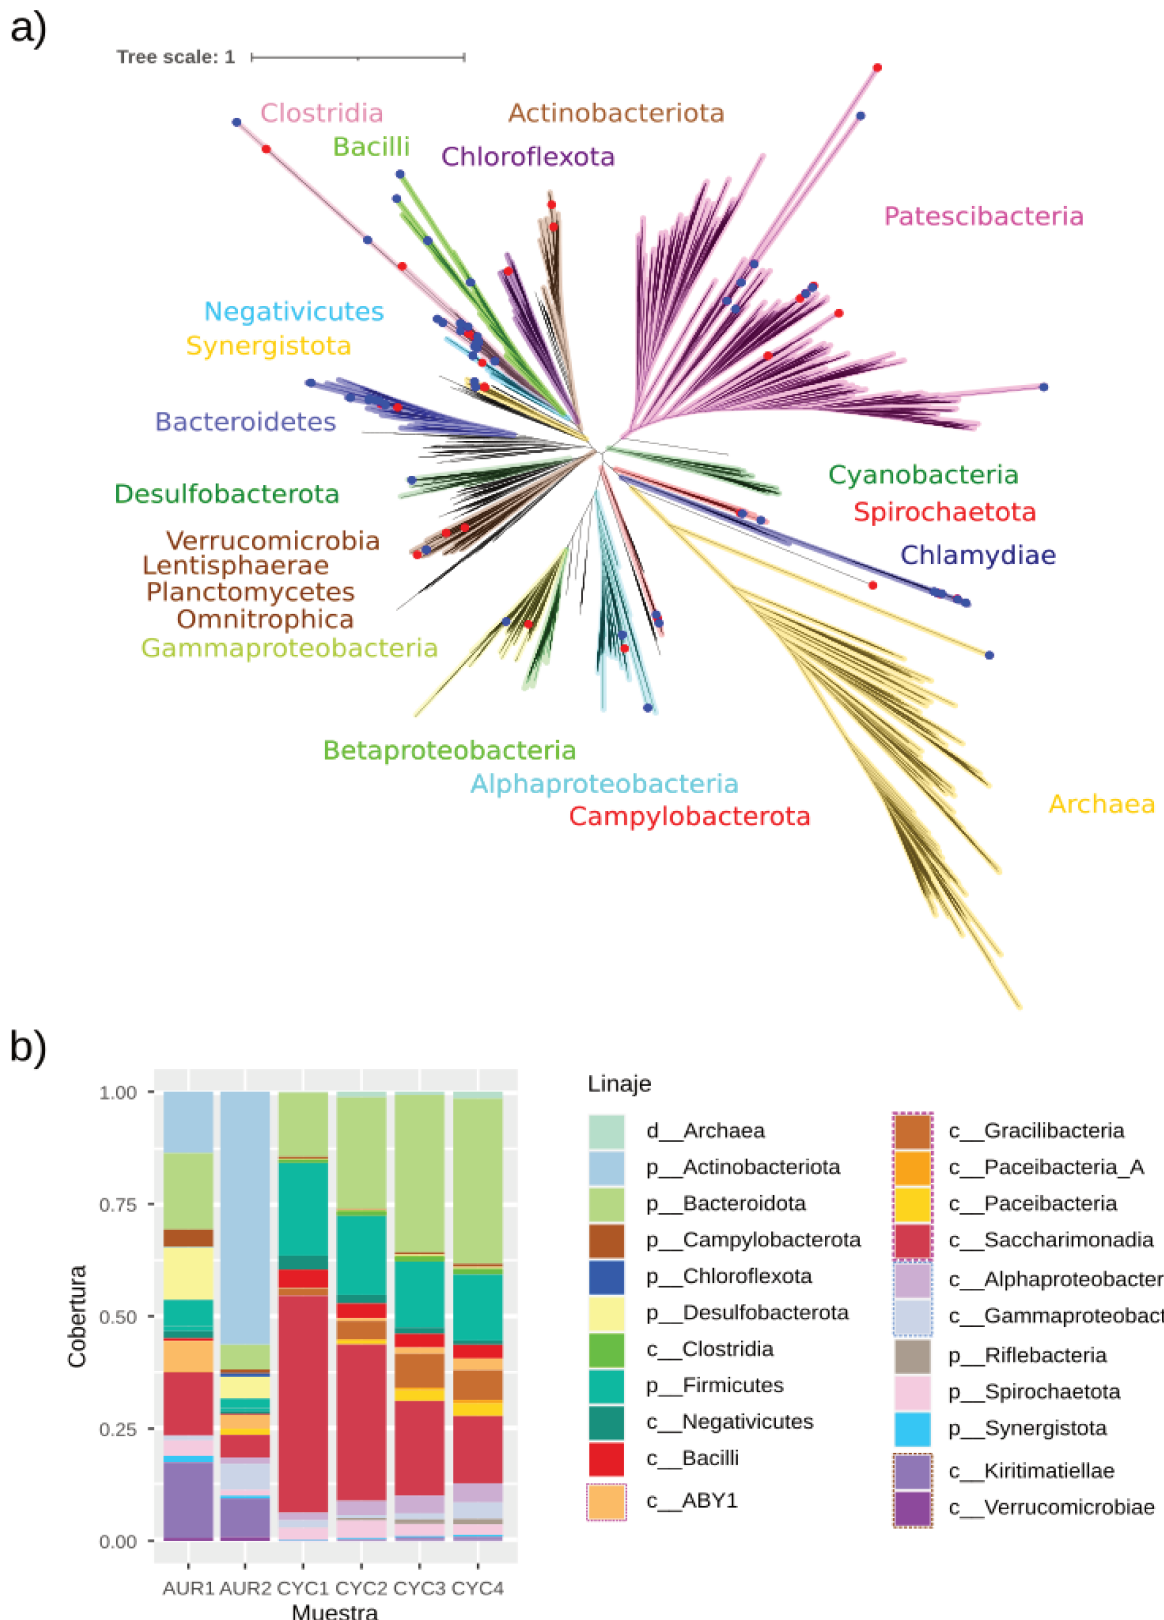 a)
Tree scale: 1
Clostridia
Actinobacteriota
Bacilli
Chloroflexota
Patescibacteria
Negativicutes
Synergistota
Bacteroidetes
Cyanobacteria
Desulfobacterota
Spirochaetota
Verrucomicrobia
Chlamydiae
Lentisphaerae
Planctomycetes
Omnitrophica
Gammaproteobacteria
Betaproteobacteria
Alphaproteobacteria
Archaea
Campylobacterota
b)
Cobertura
1.00
0.75
0.50
0.25
0.00
AUR1 AUR2 CYC1 CYC2 CYC3 CYC4
Muestra
Linaje
d__Archaea
p__Actinobacteriota
p__Bacteroidota
p__Campylobacterota
p__Chloroflexota
p__Desulfobacterota
c__Clostridia
p__Firmicutes
c__Negativicutes
c__Bacilli
c__ABY1
c__Gracilibacteria
c__Paceibacteria_A
c__Paceibacteria
c__Saccharimonadia
c__Alphaproteobacter
c__Gammaproteobact
p__Riflebacteria
p__Spirochaetota
p__Synergistota
c__Kiritimatiellae
c__Verrucomicrobiae